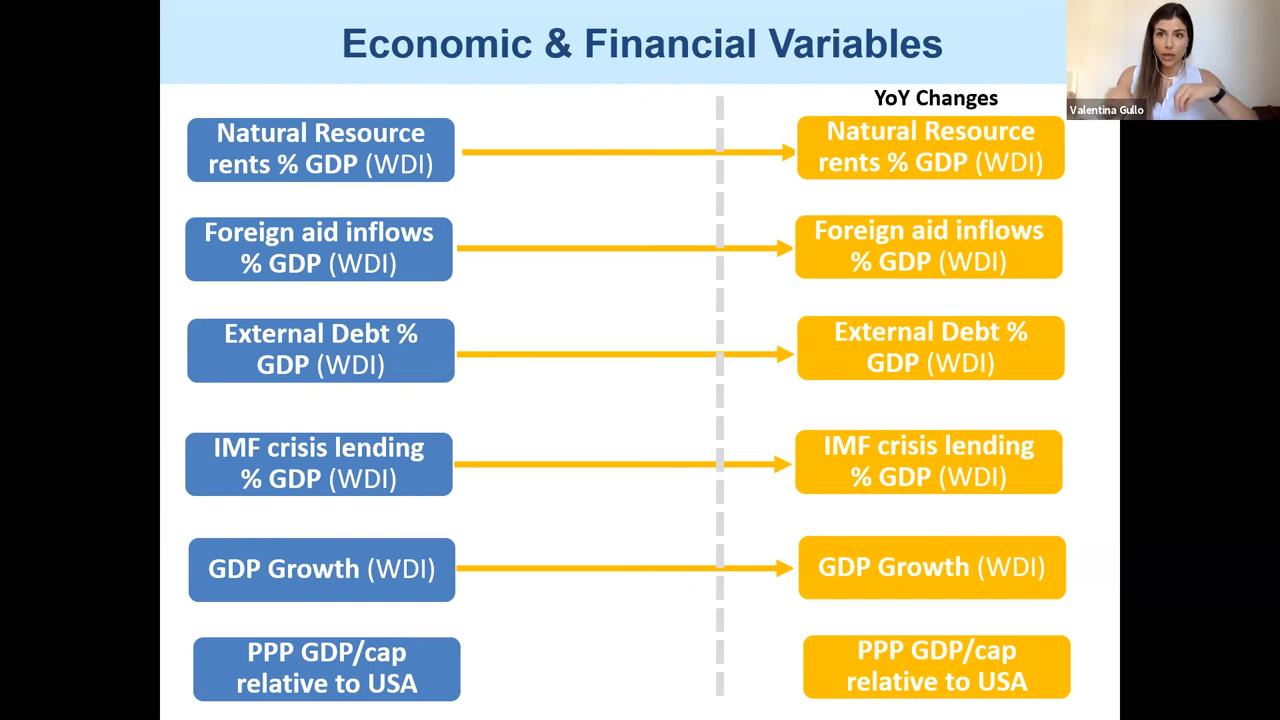 Economic & Financial Variables
Valentina Gullo
YoY Changes
Natural Resource
rents % GDP (WDI)
Natural Resource
rents % GDP (WDI)
Foreign aid inflows
% GDP (WDI)
Foreign aid inflows
% GDP (WDI)
External Debt %
GDP (WDI)
External Debt %
GDP (WDI)
IMF crisis lending
% GDP (WDI)
IMF crisis lending
% GDP (WDI)
GDP Growth (WDI)
GDP Growth (WDI)
PPP GDP/cap
relative to USA
PPP GDP/cap
relative to USA